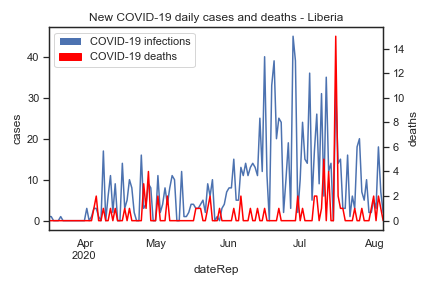 New COVID-19 daily cases and deaths - Liberia
COVID-19 infections
COVID-19 deaths
40
30
20
10
0
cases
14
12
10
8
6
4
2
0
deaths
Apr
2020
May
Jun
Jul
Aug
dateRep